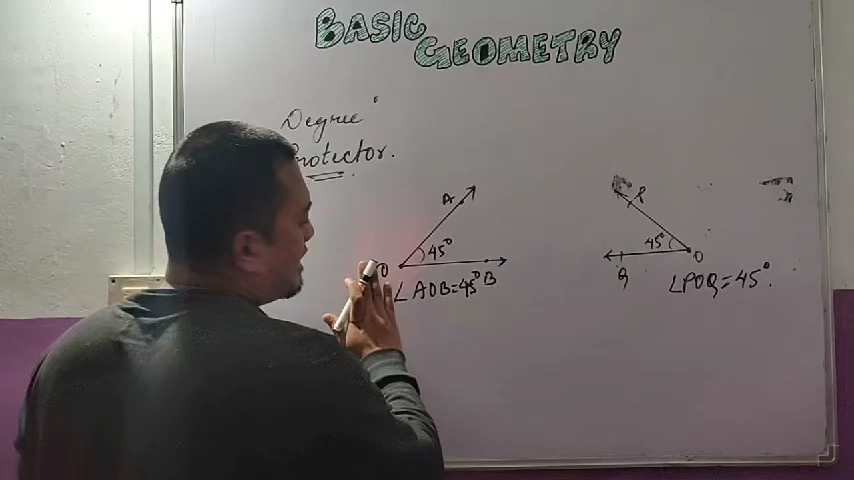 BASIC
GEOMETRY
Degree °
Protector.
A
45°
O
B
∠AOB=45°
P
45°
O
Q
∠POQ=45°.